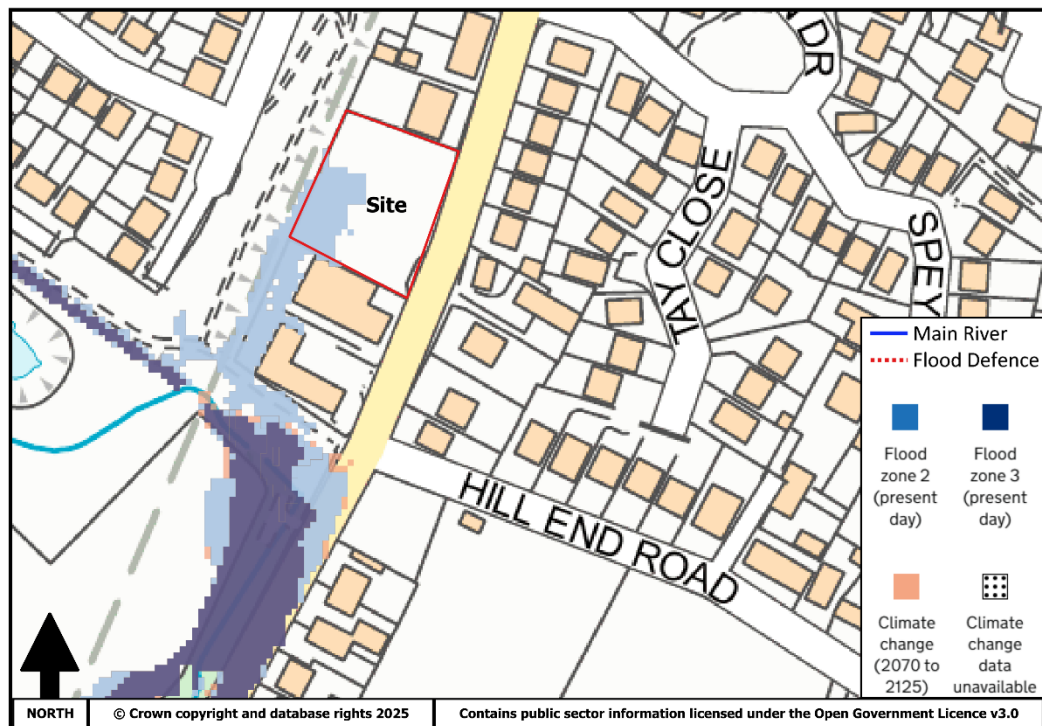 DR
TAY CLOSE
SPEY
Site
HILL END ROAD
Main River
Flood Defence
Flood
zone 2
(present
day)
Flood
zone 3
(present
day)
Climate
change
(2070 to
2125)
Climate
change
data
unavailable
NORTH
© Crown copyright and database rights 2025
Contains public sector information licensed under the Open Government Licence v3.0